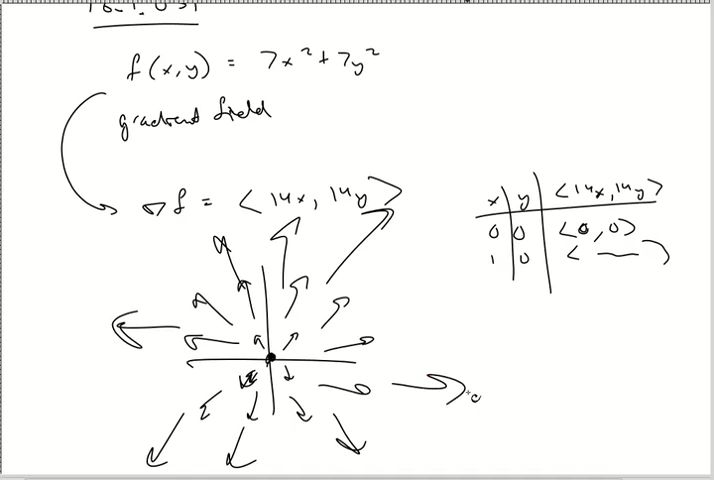 f(x,y) = 7x² + 7y²
gradient field
∇f = <14x, 14y>
x y <14x, 14y>
0 0 <0, 0>
1 0 < — >